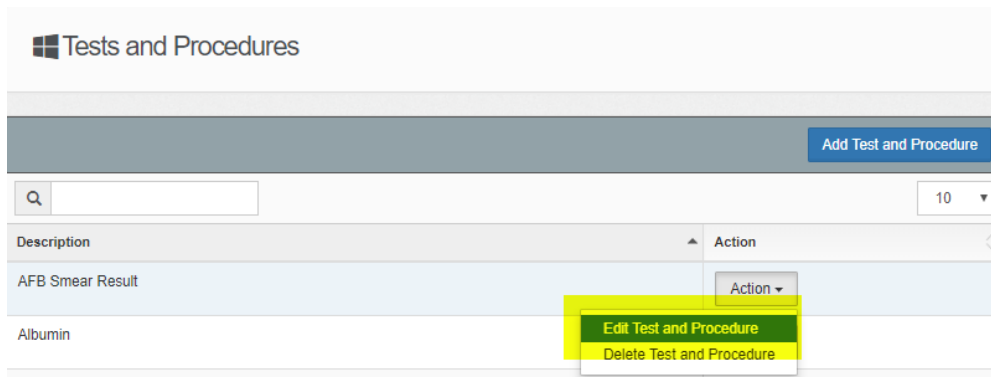 Tests and Procedures
Add Test and Procedure
10
Description Action
AFB Smear Result Action
Albumin
Edit Test and Procedure
Delete Test and Procedure